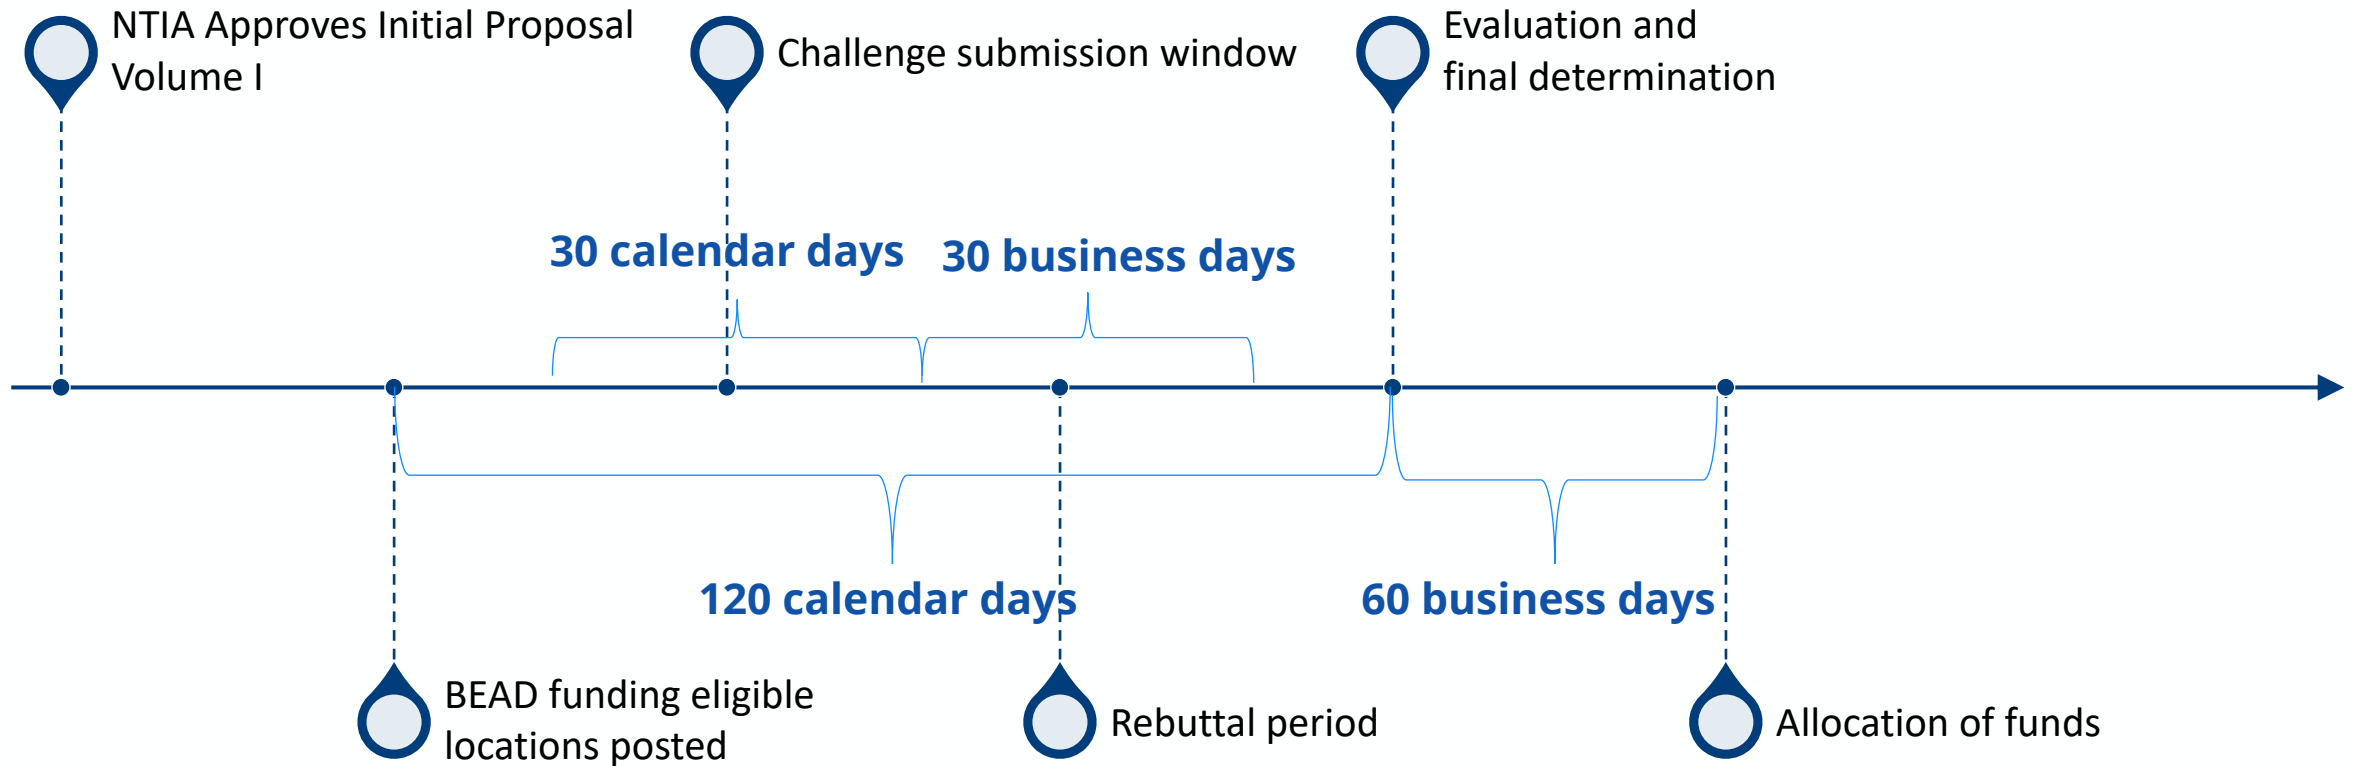 NTIA Approves Initial Proposal
Volume I
Challenge submission window
Evaluation and
final determination
30 calendar days
30 business days
120 calendar days
60 business days
BEAD funding eligible
locations posted
Rebuttal period
Allocation of funds